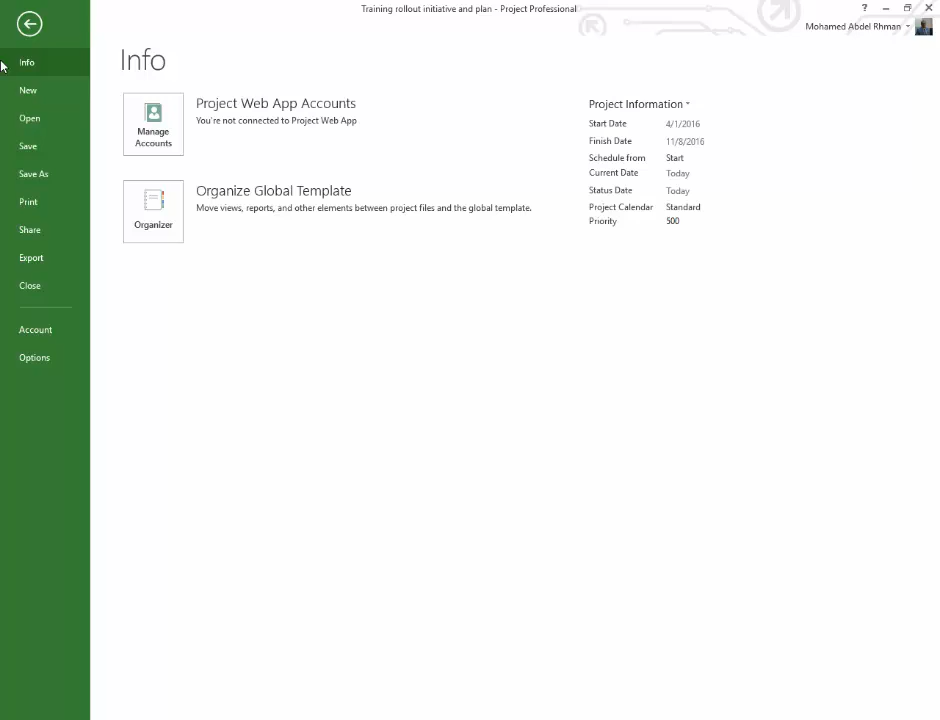 Training rollout initiative and plan - Project Professional
?
Mohamed Abdel Rhman
Info
New
Open
Save
Save As
Print
Share
Export
Close
Account
Options
Info
Manage
Accounts
Project Web App Accounts
You're not connected to Project Web App
Organizer
Organize Global Template
Move views, reports, and other elements between project files and the global template.
Project Information
Start Date 4/1/2016
Finish Date 11/8/2016
Schedule from Start
Current Date Today
Status Date Today
Project Calendar Standard
Priority 500